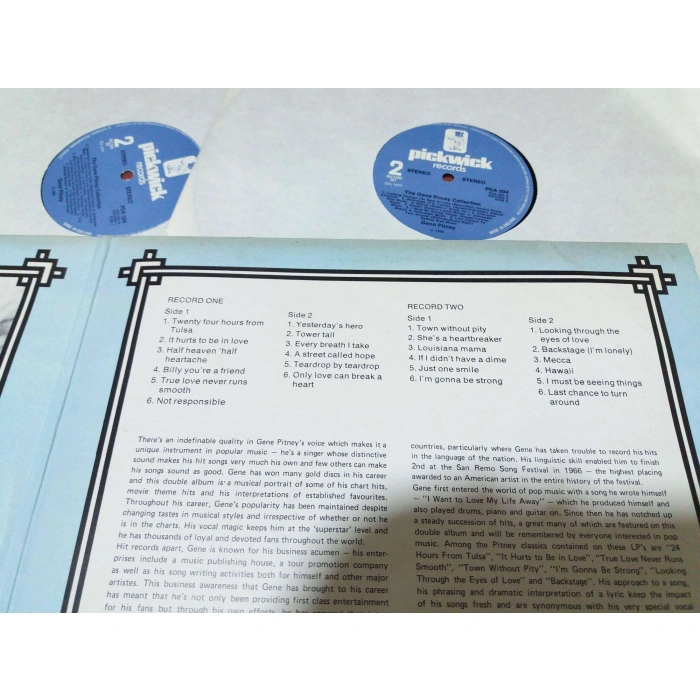 2
pickwick
records
STEREO
STEREO
The Gene Pitney Collection
Gene Pitney
2
pickwick
records
STEREO
STEREO
PDA 084
The Gene Pitney Collection
Gene Pitney
RECORD ONE
Side 1
1. Twenty four hours from
Tulsa
2. It hurts to be in love
3. Half heaven 'half
heartache
4. Billy you're a friend
5. True love never runs
smooth
6. Not responsible
Side 2
1. Yesterday's hero
2. Tower tall
3. Every breath I take
4. A street called hope
5. Teardrop by teardrop
6. Only love can break a
heart
RECORD TWO
Side 1
1. Town without pity
2. She's a heartbreaker
3. Louisiana mama
4. If I didn't have a dime
5. Just one smile
6. I'm gonna be strong
Side 2
1. Looking through the
eyes of love
2. Backstage (I'm lonely)
3. Mecca
4. Hawaii
5. I must be seeing things
6. Last chance to turn
around
There's an indefinable quality in Gene Pitney's voice which makes it a
unique instrument in popular music – he's a singer whose distinctive
sound makes his hit songs very much his own and few others can make
his songs sound as good. Gene has won many gold discs in his career
and this double album is a musical portrait of some of his chart hits,
movie theme hits and his interpretations of established favourites.
Throughout his career, Gene's popularity has been maintained despite
changing tastes in musical styles and irrespective of whether or not he
is in the charts. His vocal magic keeps him at the 'superstar' level and
he has thousands of loyal and devoted fans throughout the world.
Hit records apart, Gene is known for his business acumen – his enter-
prises include a music publishing house, a tour promotion company
as well as his song writing activities both for himself and other major
artistes. This business awareness that Gene has brought to his career
has meant that he's not only been providing first class entertainment
for his fans but through his own efforts, he has
countries, particularly where Gene has taken trouble to record his hits
in the language of the nation. His linguistic skill enabled him to finish
2nd at the San Remo Song Festival in 1966 – the highest placing
awarded to an American artist in the entire history of the festival.
Gene first entered the world of pop music with a song he wrote himself
– "I Want to Love My Life Away" – which he produced himself and
also played drums, piano and guitar on. Since then he has notched up
a steady succession of hits, a great many of which are featured on this
double album and will be remembered by everyone interested in pop
music. Among the Pitney classics contained on these LP's are "24
Hours From Tulsa", "It Hurts to Be in Love", "True Love Never Runs
Smooth", "Town Without Pity", "I'm Gonna Be Strong", "Looking
Through the Eyes of Love" and "Backstage". His approach to a song,
his phrasing and dramatic interpretation of a lyric keep the impact
of his songs fresh and are synonymous with his very special vocal